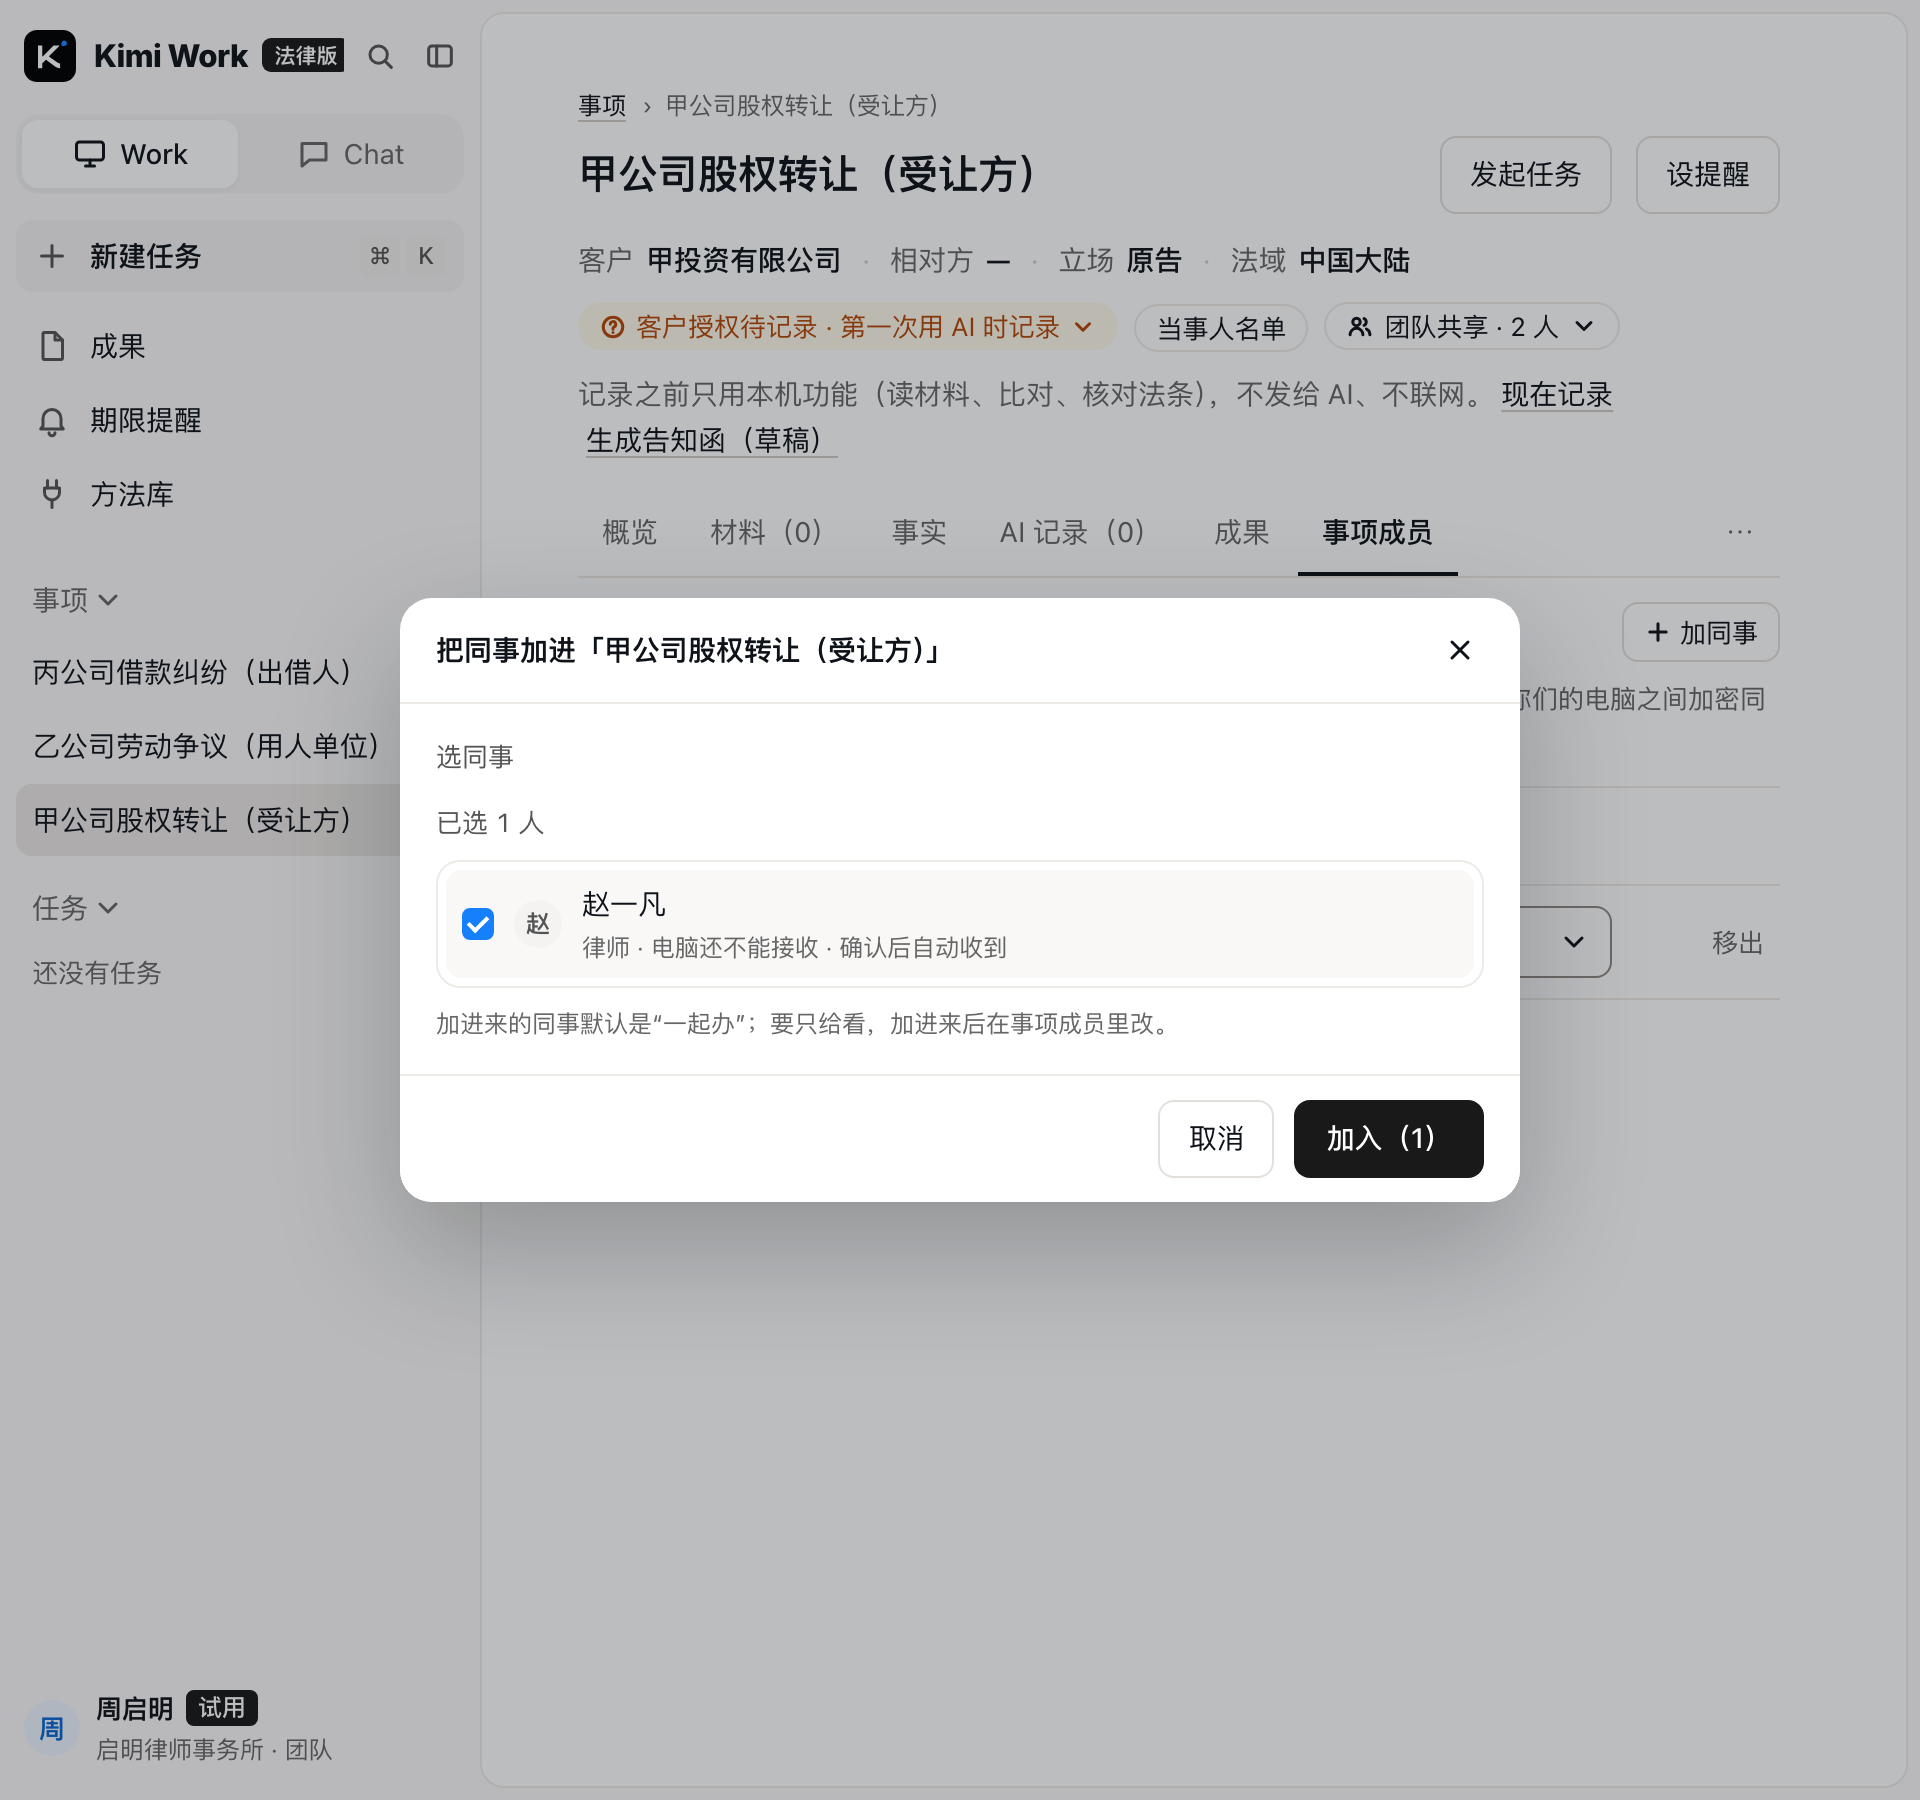 Kimi Work 法律版
Work
Chat
新建任务 ⌘ K
成果
期限提醒
方法库
事项
丙公司借款纠纷（出借人）
乙公司劳动争议（用人单位）
甲公司股权转让（受让方）
任务
还没有任务
周
周启明 试用
启明律师事务所 · 团队
事项 › 甲公司股权转让（受让方）
甲公司股权转让（受让方）
发起任务
设提醒
客户 甲投资有限公司 · 相对方 — · 立场 原告 · 法域 中国大陆
客户授权待记录 · 第一次用 AI 时记录
当事人名单
团队共享 · 2 人
记录之前只用本机功能（读材料、比对、核对法条），不发给 AI、不联网。 现在记录
生成告知函（草稿）
概览 材料（0） 事实 AI 记录（0） 成果 事项成员 ···
加同事
们的电脑之间加密同
移出
把同事加进「甲公司股权转让（受让方）」
选同事
已选 1 人
赵
赵一凡
律师 · 电脑还不能接收 · 确认后自动收到
加进来的同事默认是“一起办”；要只给看，加进来后在事项成员里改。
取消
加入（1）